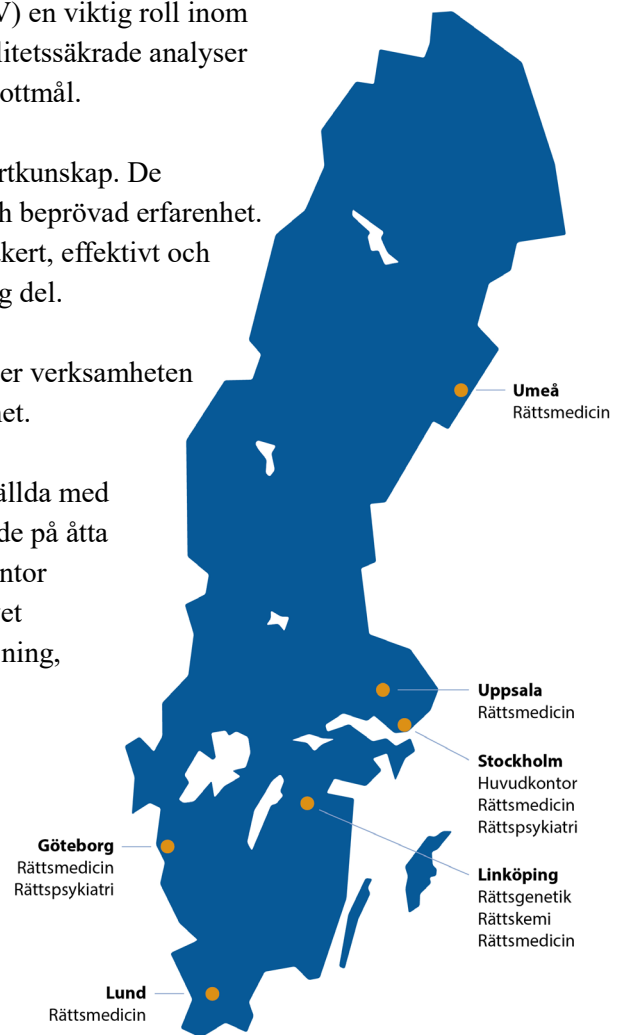 V) en viktig roll inom
litetssäkrade analyser
ottmål.
rtkunskap. De
h beprövad erfarenhet.
kert, effektivt och
g del.
er verksamheten
net.
ällda med
de på åtta
ntor
et
ning,
Umeå
Rättsmedicin
Uppsala
Rättsmedicin
Stockholm
Huvudkontor
Rättsmedicin
Rättspsykiatri
Göteborg
Rättsmedicin
Rättspsykiatri
Linköping
Rättsgenetik
Rättskemi
Rättsmedicin
Lund
Rättsmedicin